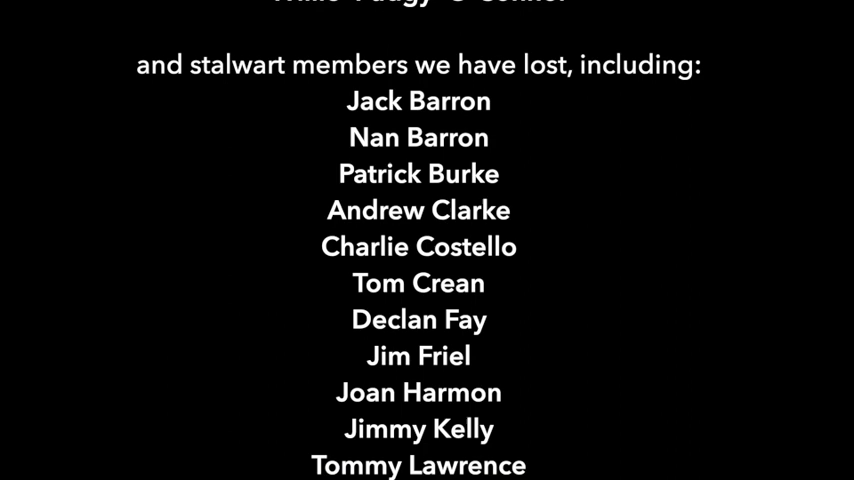 and stalwart members we have lost, including:
Jack Barron
Nan Barron
Patrick Burke
Andrew Clarke
Charlie Costello
Tom Crean
Declan Fay
Jim Friel
Joan Harmon
Jimmy Kelly
Tommy Lawrence